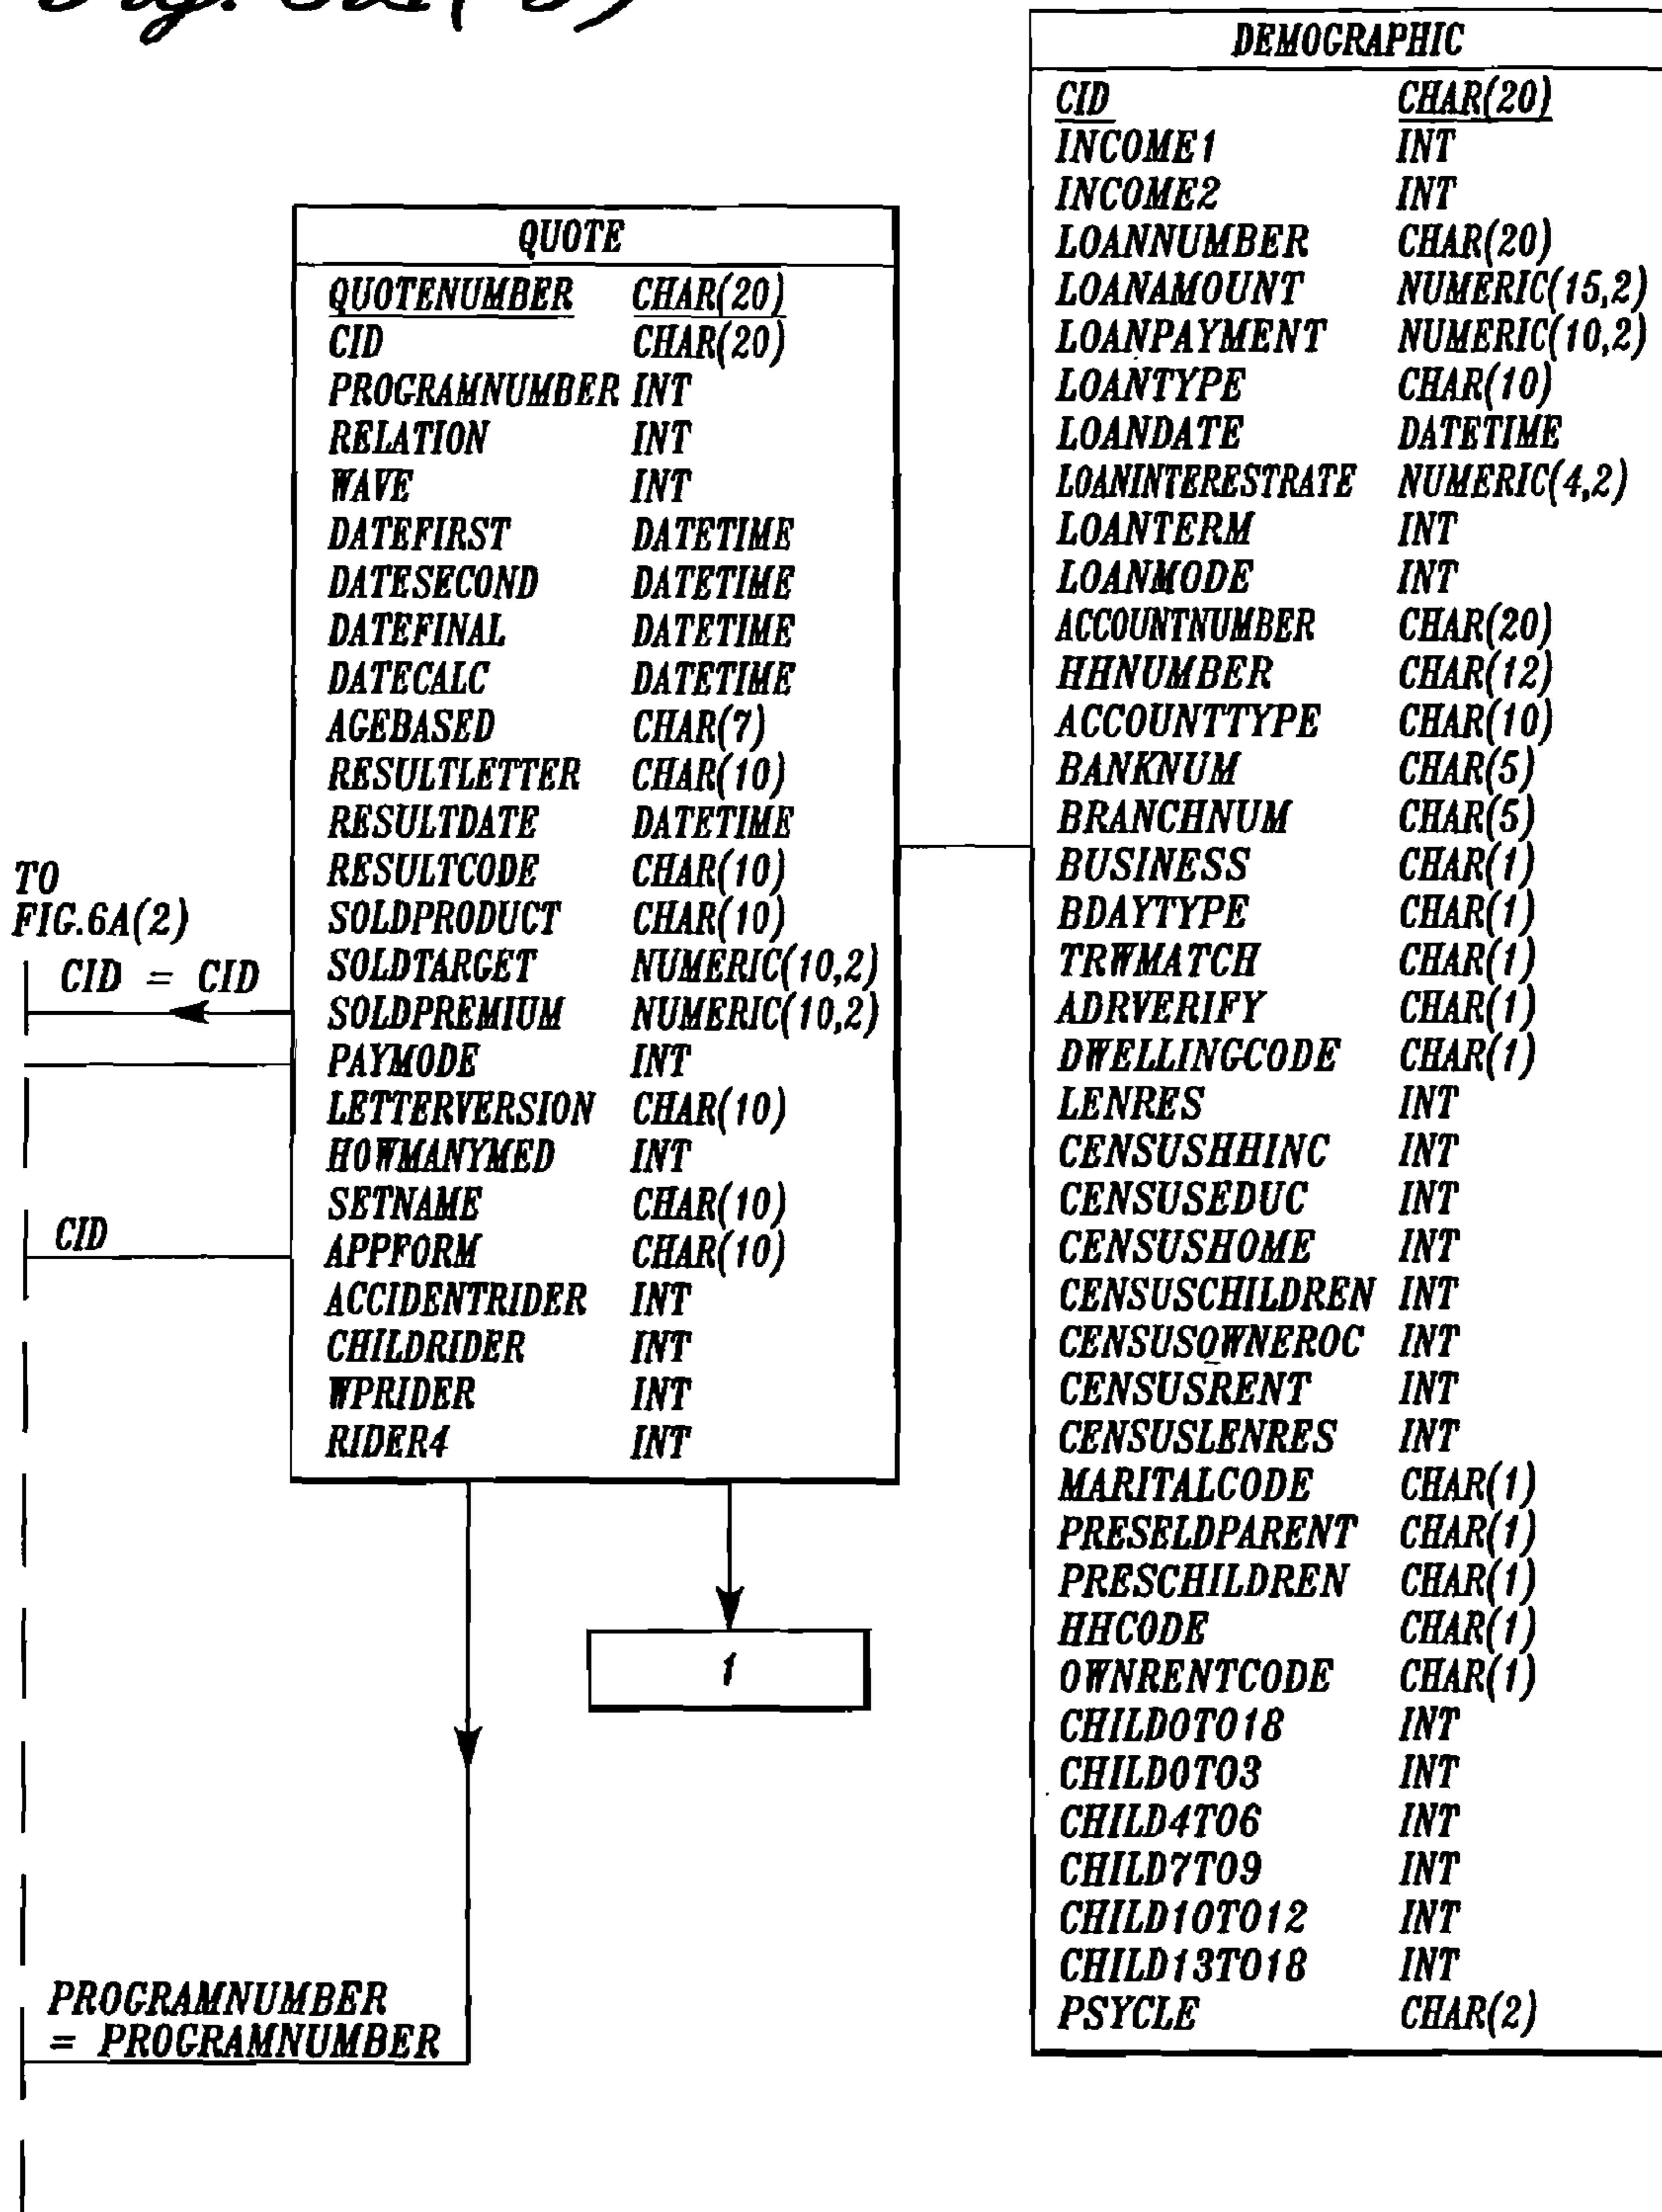 QUOTE
QUOTENUMBER CHAR(20)
CID CHAR(20)
PROGRAMNUMBER INT
RELATION INT
WAVE INT
DATEFIRST DATETIME
DATESECOND DATETIME
DATEFINAL DATETIME
DATECALC DATETIME
AGEBASED CHAR(7)
RESULTLETTER CHAR(10)
RESULTDATE DATETIME
RESULTCODE CHAR(10)
SOLDPRODUCT CHAR(10)
SOLDTARGET NUMERIC(10,2)
SOLDPREMIUM NUMERIC(10,2)
PAYMODE INT
LETTERVERSION CHAR(10)
HOWMANYMED INT
SETNAME CHAR(10)
APPFORM CHAR(10)
ACCIDENTRIDER INT
CHILDRIDER INT
WPRIDER INT
RIDER4 INT
TO
FIG.6A(2)
CID = CID
CID
1
PROGRAMNUMBER
= PROGRAMNUMBER
DEMOGRAPHIC
CID CHAR(20)
INCOME1 INT
INCOME2 INT
LOANNUMBER CHAR(20)
LOANAMOUNT NUMERIC(15,2)
LOANPAYMENT NUMERIC(10,2)
LOANTYPE CHAR(10)
LOANDATE DATETIME
LOANINTERESTRATE NUMERIC(4,2)
LOANTERM INT
LOANMODE INT
ACCOUNTNUMBER CHAR(20)
HHNUMBER CHAR(12)
ACCOUNTTYPE CHAR(10)
BANKNUM CHAR(5)
BRANCHNUM CHAR(5)
BUSINESS CHAR(1)
BDAYTYPE CHAR(1)
TRWMATCH CHAR(1)
ADRVERIFY CHAR(1)
DWELLINGCODE CHAR(1)
LENRES INT
CENSUSHHINC INT
CENSUSEDUC INT
CENSUSHOME INT
CENSUSCHILDREN INT
CENSUSOWNEROC INT
CENSUSRENT INT
CENSUSLENRES INT
MARITALCODE CHAR(1)
PRESELDPARENT CHAR(1)
PRESCHILDREN CHAR(1)
HHCODE CHAR(1)
OWNRENTCODE CHAR(1)
CHILD0TO18 INT
CHILD0TO3 INT
CHILD4TO6 INT
CHILD7TO9 INT
CHILD10TO12 INT
CHILD13TO18 INT
PSYCLE CHAR(2)